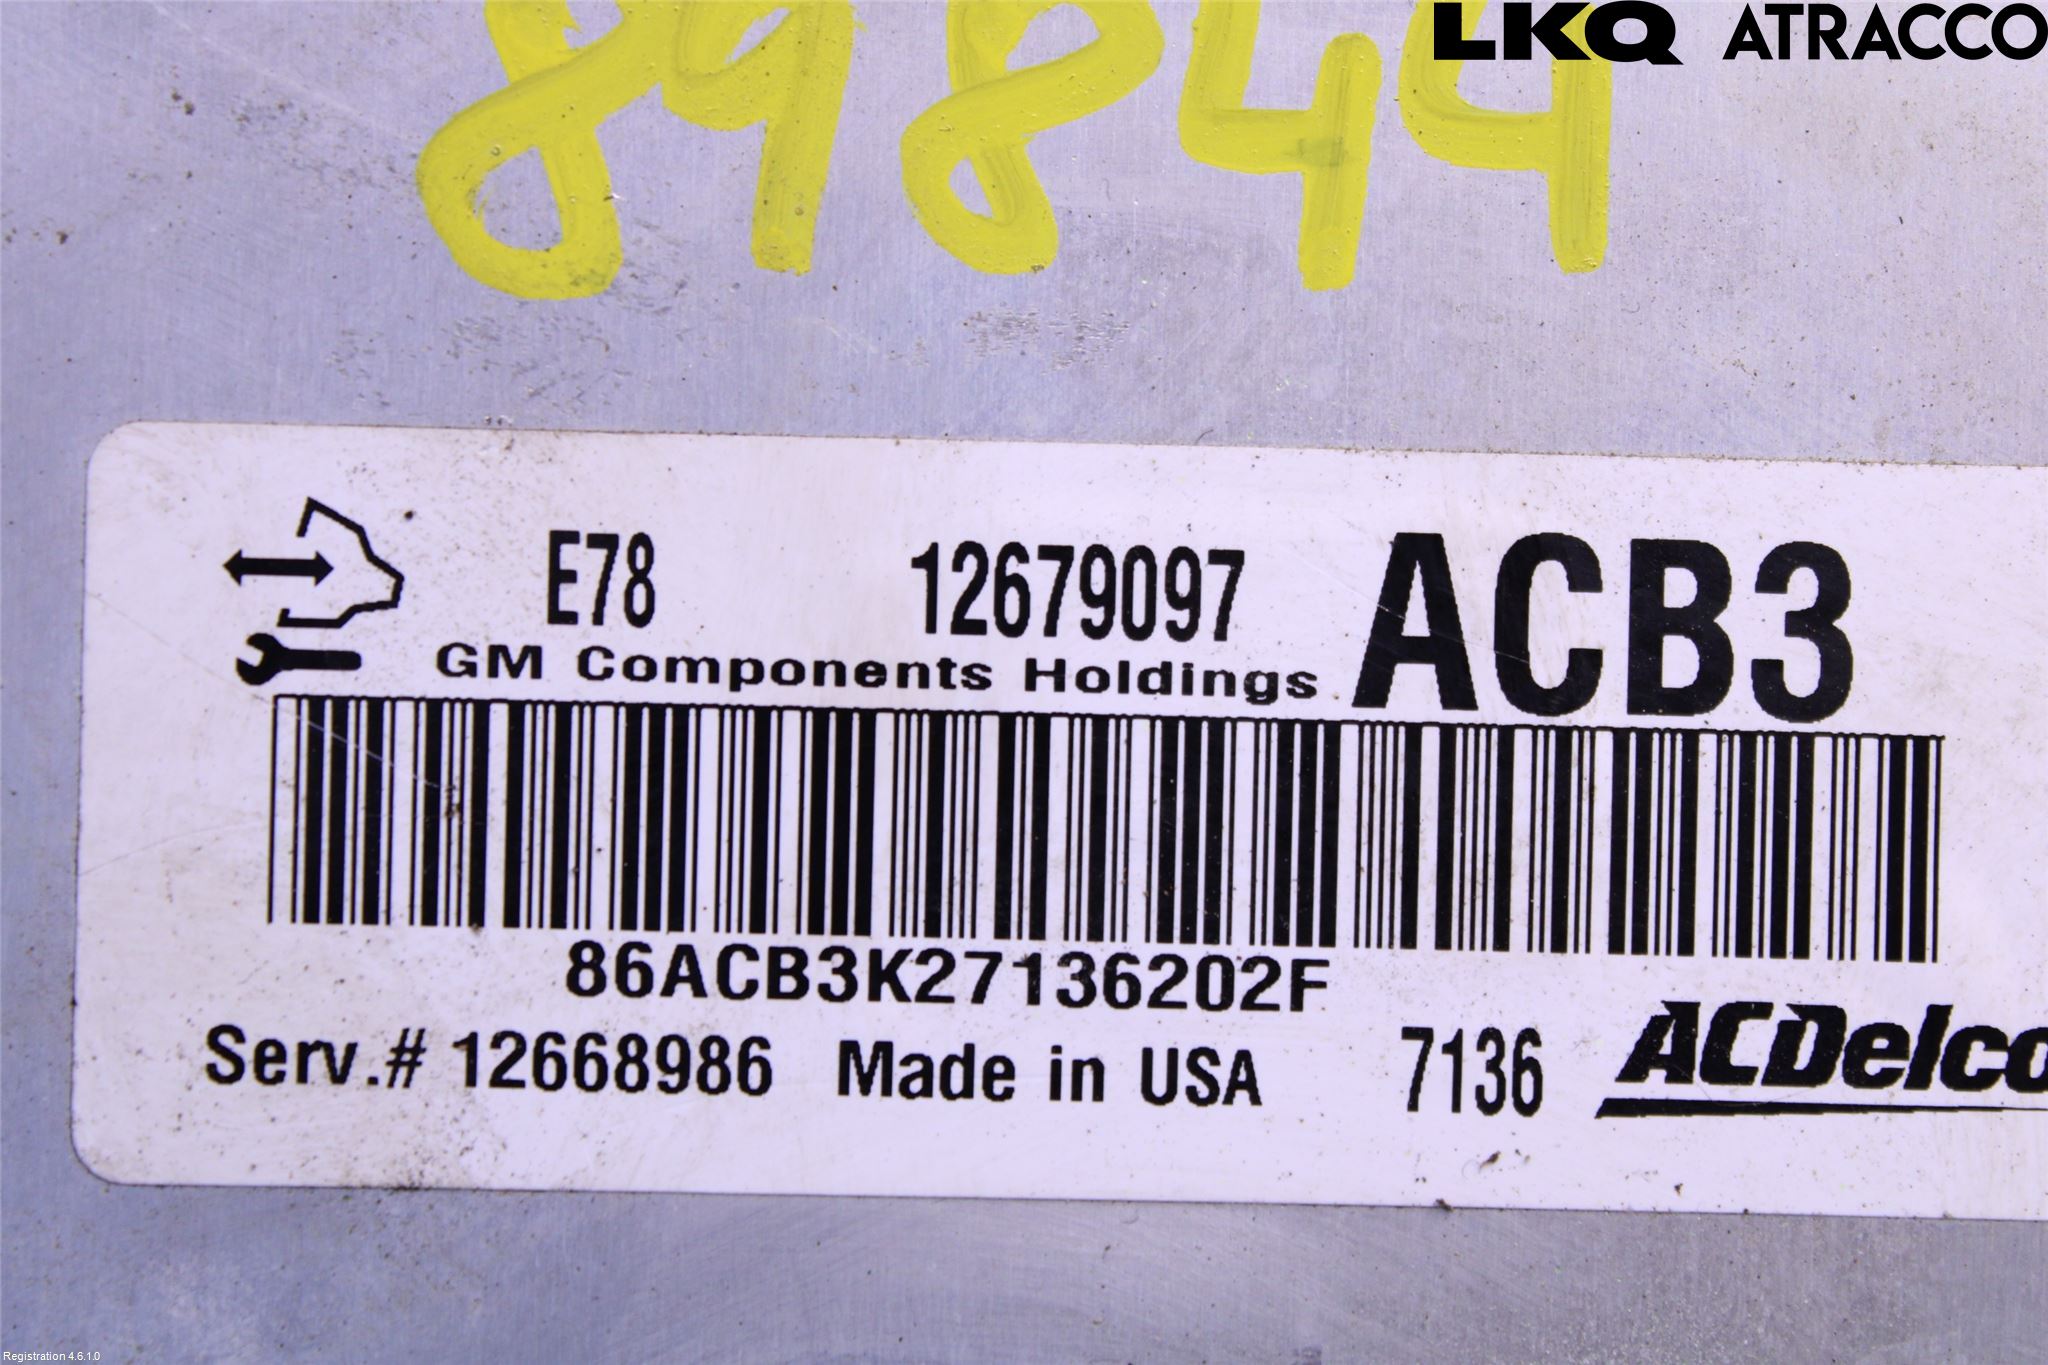 LKQ ATRACCO
89844
E78 12679097 ACB3
GM Components Holdings
86ACB3K27136202F
Serv.# 12668986 Made in USA 7136 ACDelco
Registration 4.6.1.0